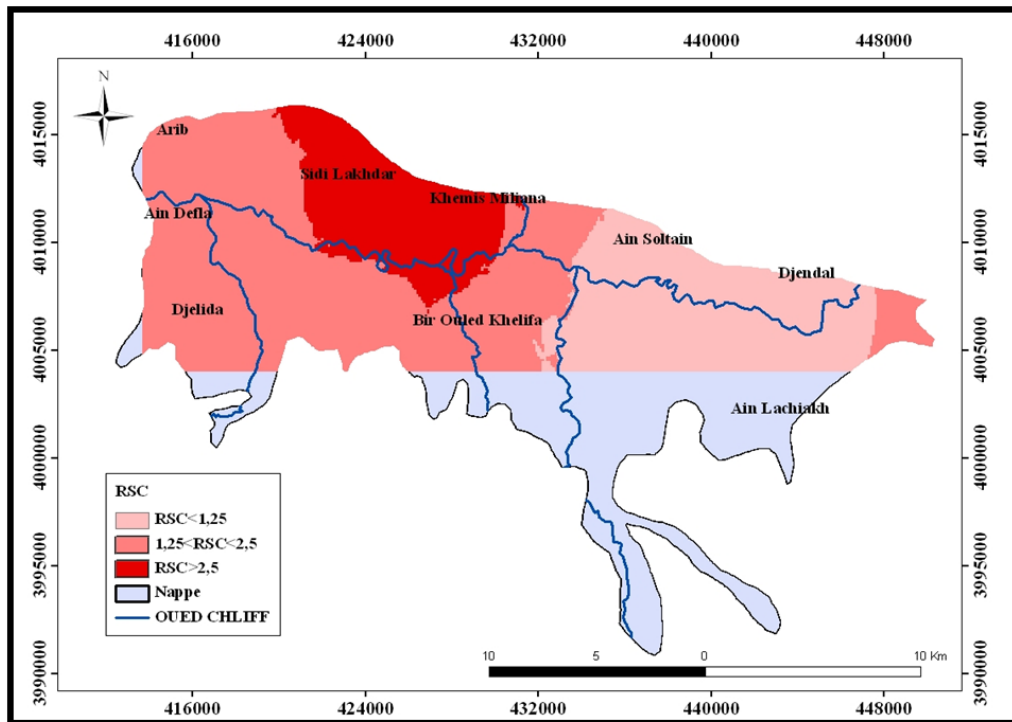 416000 424000 432000 440000 448000
N
4015000 4015000
Arib
Sidi Lakhdar
Khemis Miliana
Ain Defla
4010000 4010000
Ain Soltain
Djendal
Djelida
Bir Ouled Khelifa
4005000 4005000
Ain Lachiakh
4000000 4000000
RSC
RSC<1,25
1,25<RSC<2,5
RSC>2,5
Nappe
OUED CHLIFF
3995000 3995000
10 5 0 10 Km
3990000 3990000
416000 424000 432000 440000 448000